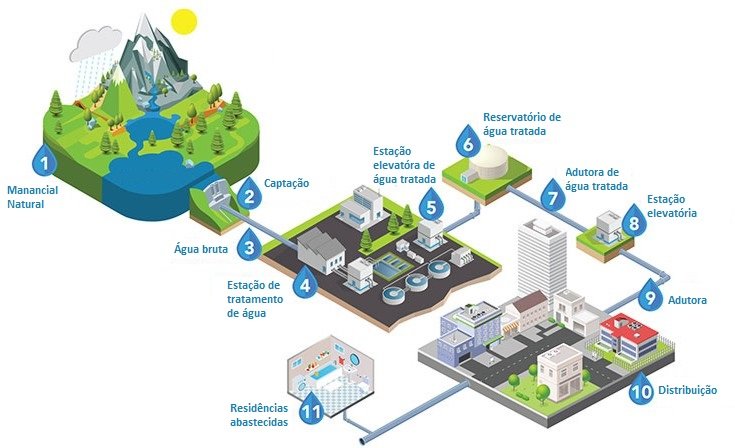 1
Manancial
Natural
2
Captação
3
Água bruta
4
Estação de
tratamento
de água
5
Estação
elevatóra de
água tratada
6
Reservatório de
água tratada
7
Adutora de
água tratada
8
Estação
elevatória
9
Adutora
10
Distribuição
11
Residências
abastecidas